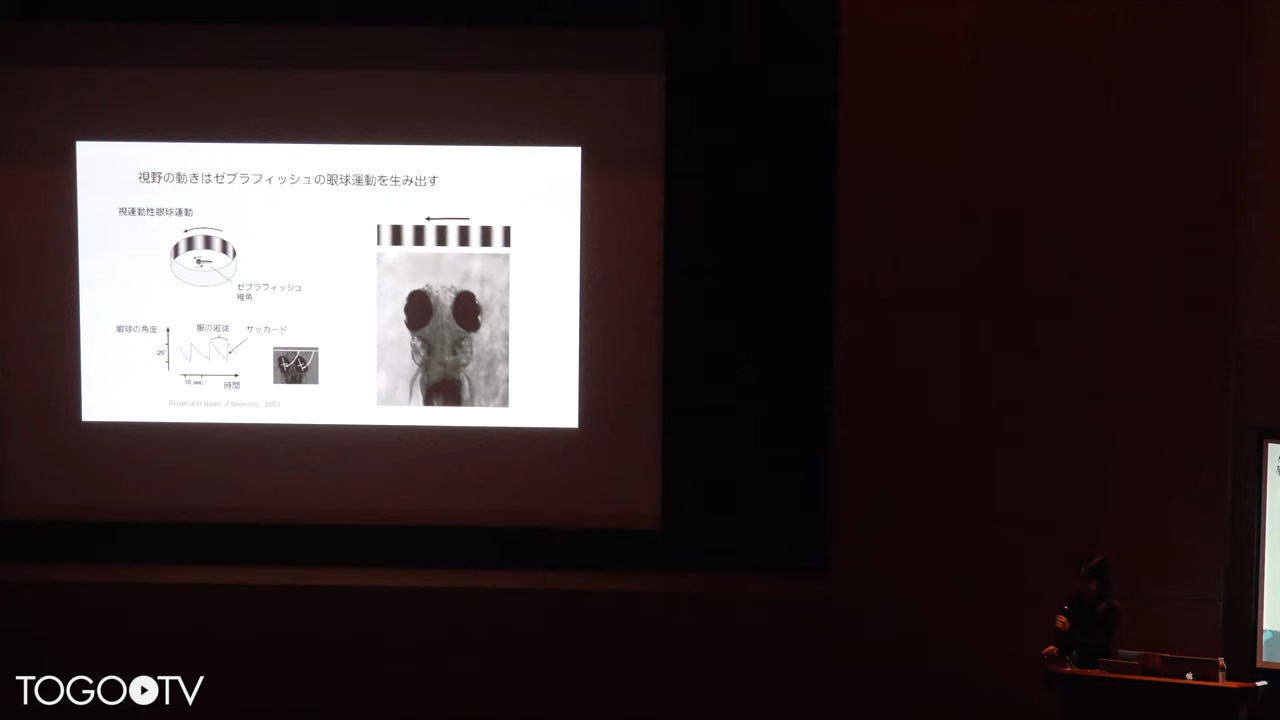 視野の動きはゼブラフィッシュの眼球運動を生み出す
視運動性眼球運動
ゼブラフィッシュ
稚魚
眼球の角度
眼の追従
サッカード
20°
10 sec
時間
and Baier, J 2003
TOGOTV